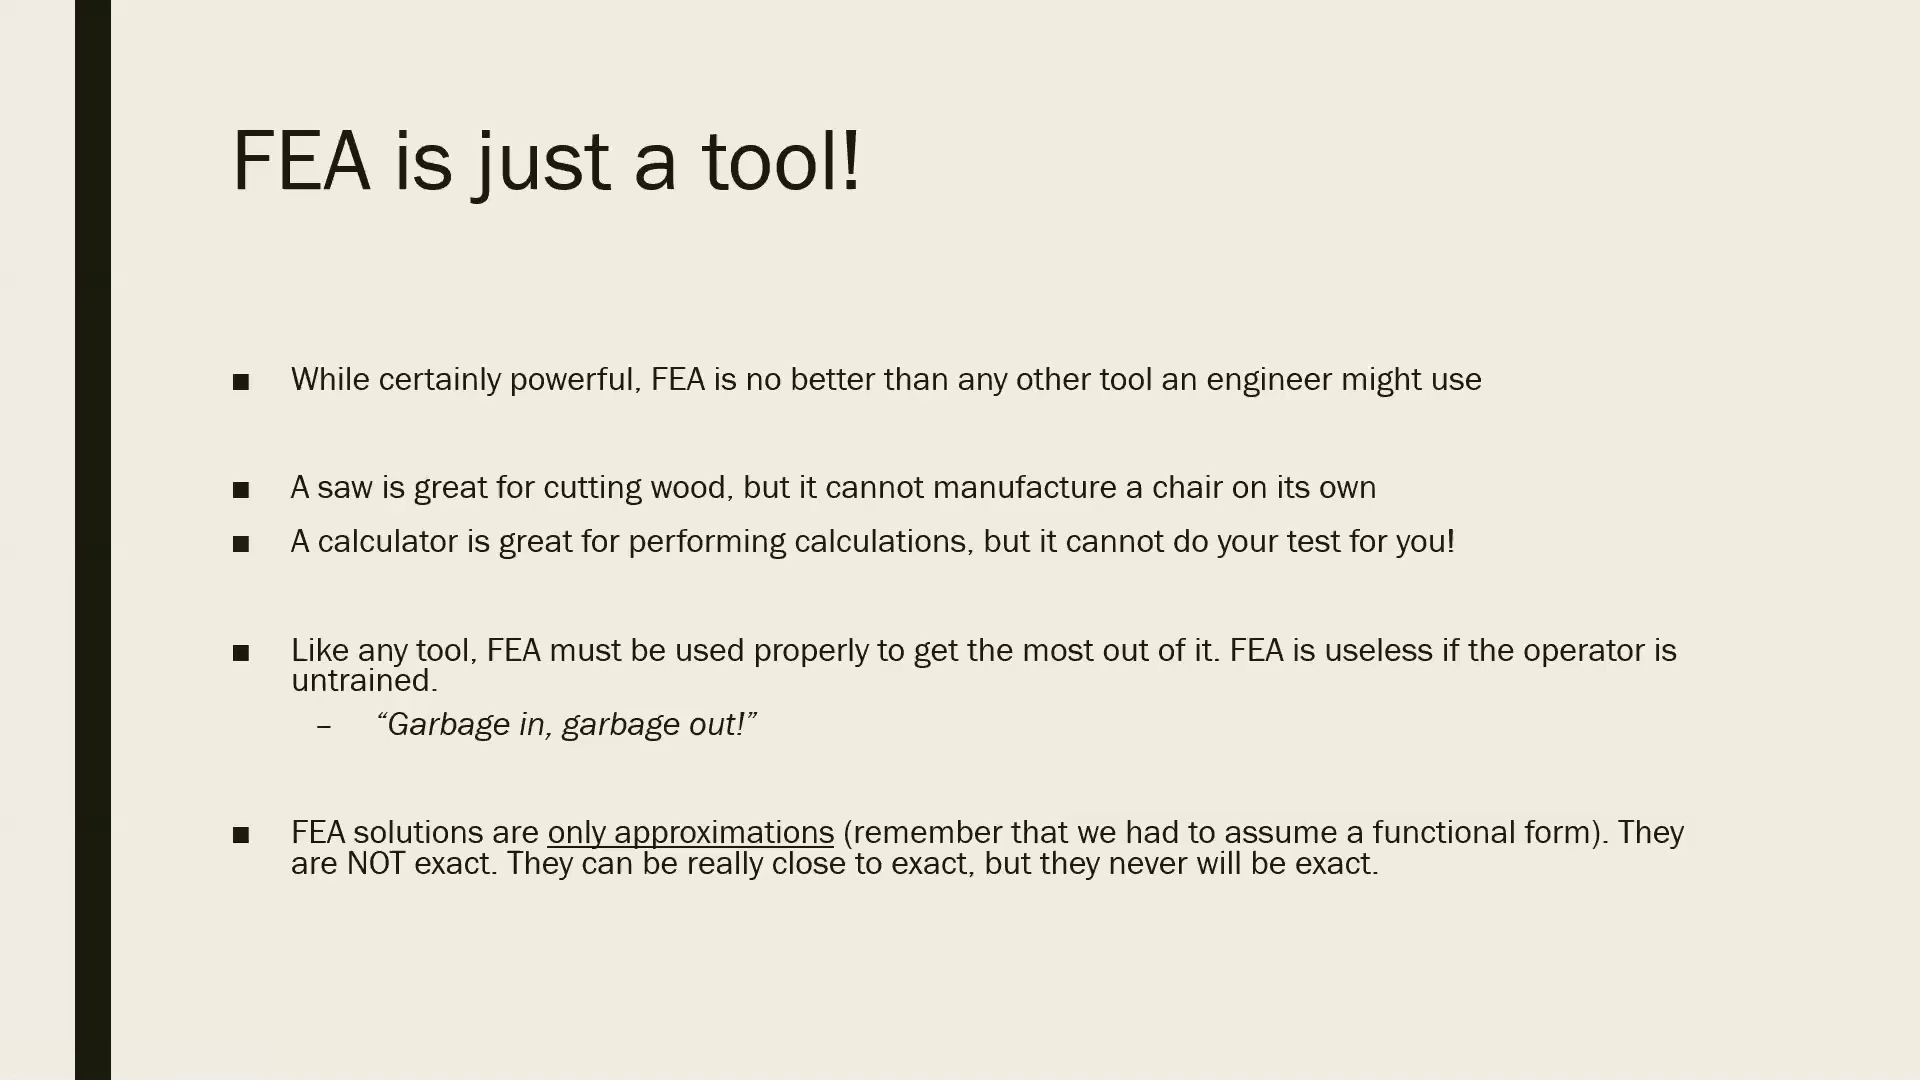 FEA is just a tool!
■ While certainly powerful, FEA is no better than any other tool an engineer might use
■ A saw is great for cutting wood, but it cannot manufacture a chair on its own
■ A calculator is great for performing calculations, but it cannot do your test for you!
■ Like any tool, FEA must be used properly to get the most out of it. FEA is useless if the operator is
untrained.
– “Garbage in, garbage out!”
■ FEA solutions are only approximations (remember that we had to assume a functional form). They
are NOT exact. They can be really close to exact, but they never will be exact.